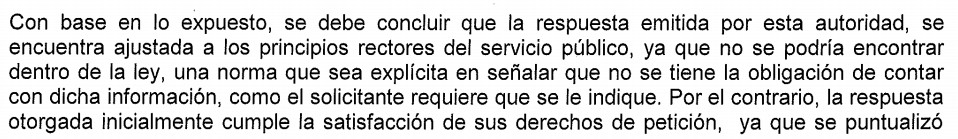 Con base en lo expuesto, se debe concluir que la respuesta emitida por esta autoridad, se
encuentra ajustada a los principios rectores del servicio público, ya que no se podría encontrar
dentro de la ley, una norma que sea explícita en señalar que no se tiene la obligación de contar
con dicha información, como el solicitante requiere que se le indique. Por el contrario, la respuesta
otorgada inicialmente cumple la satisfacción de sus derechos de petición, ya que se puntualizó